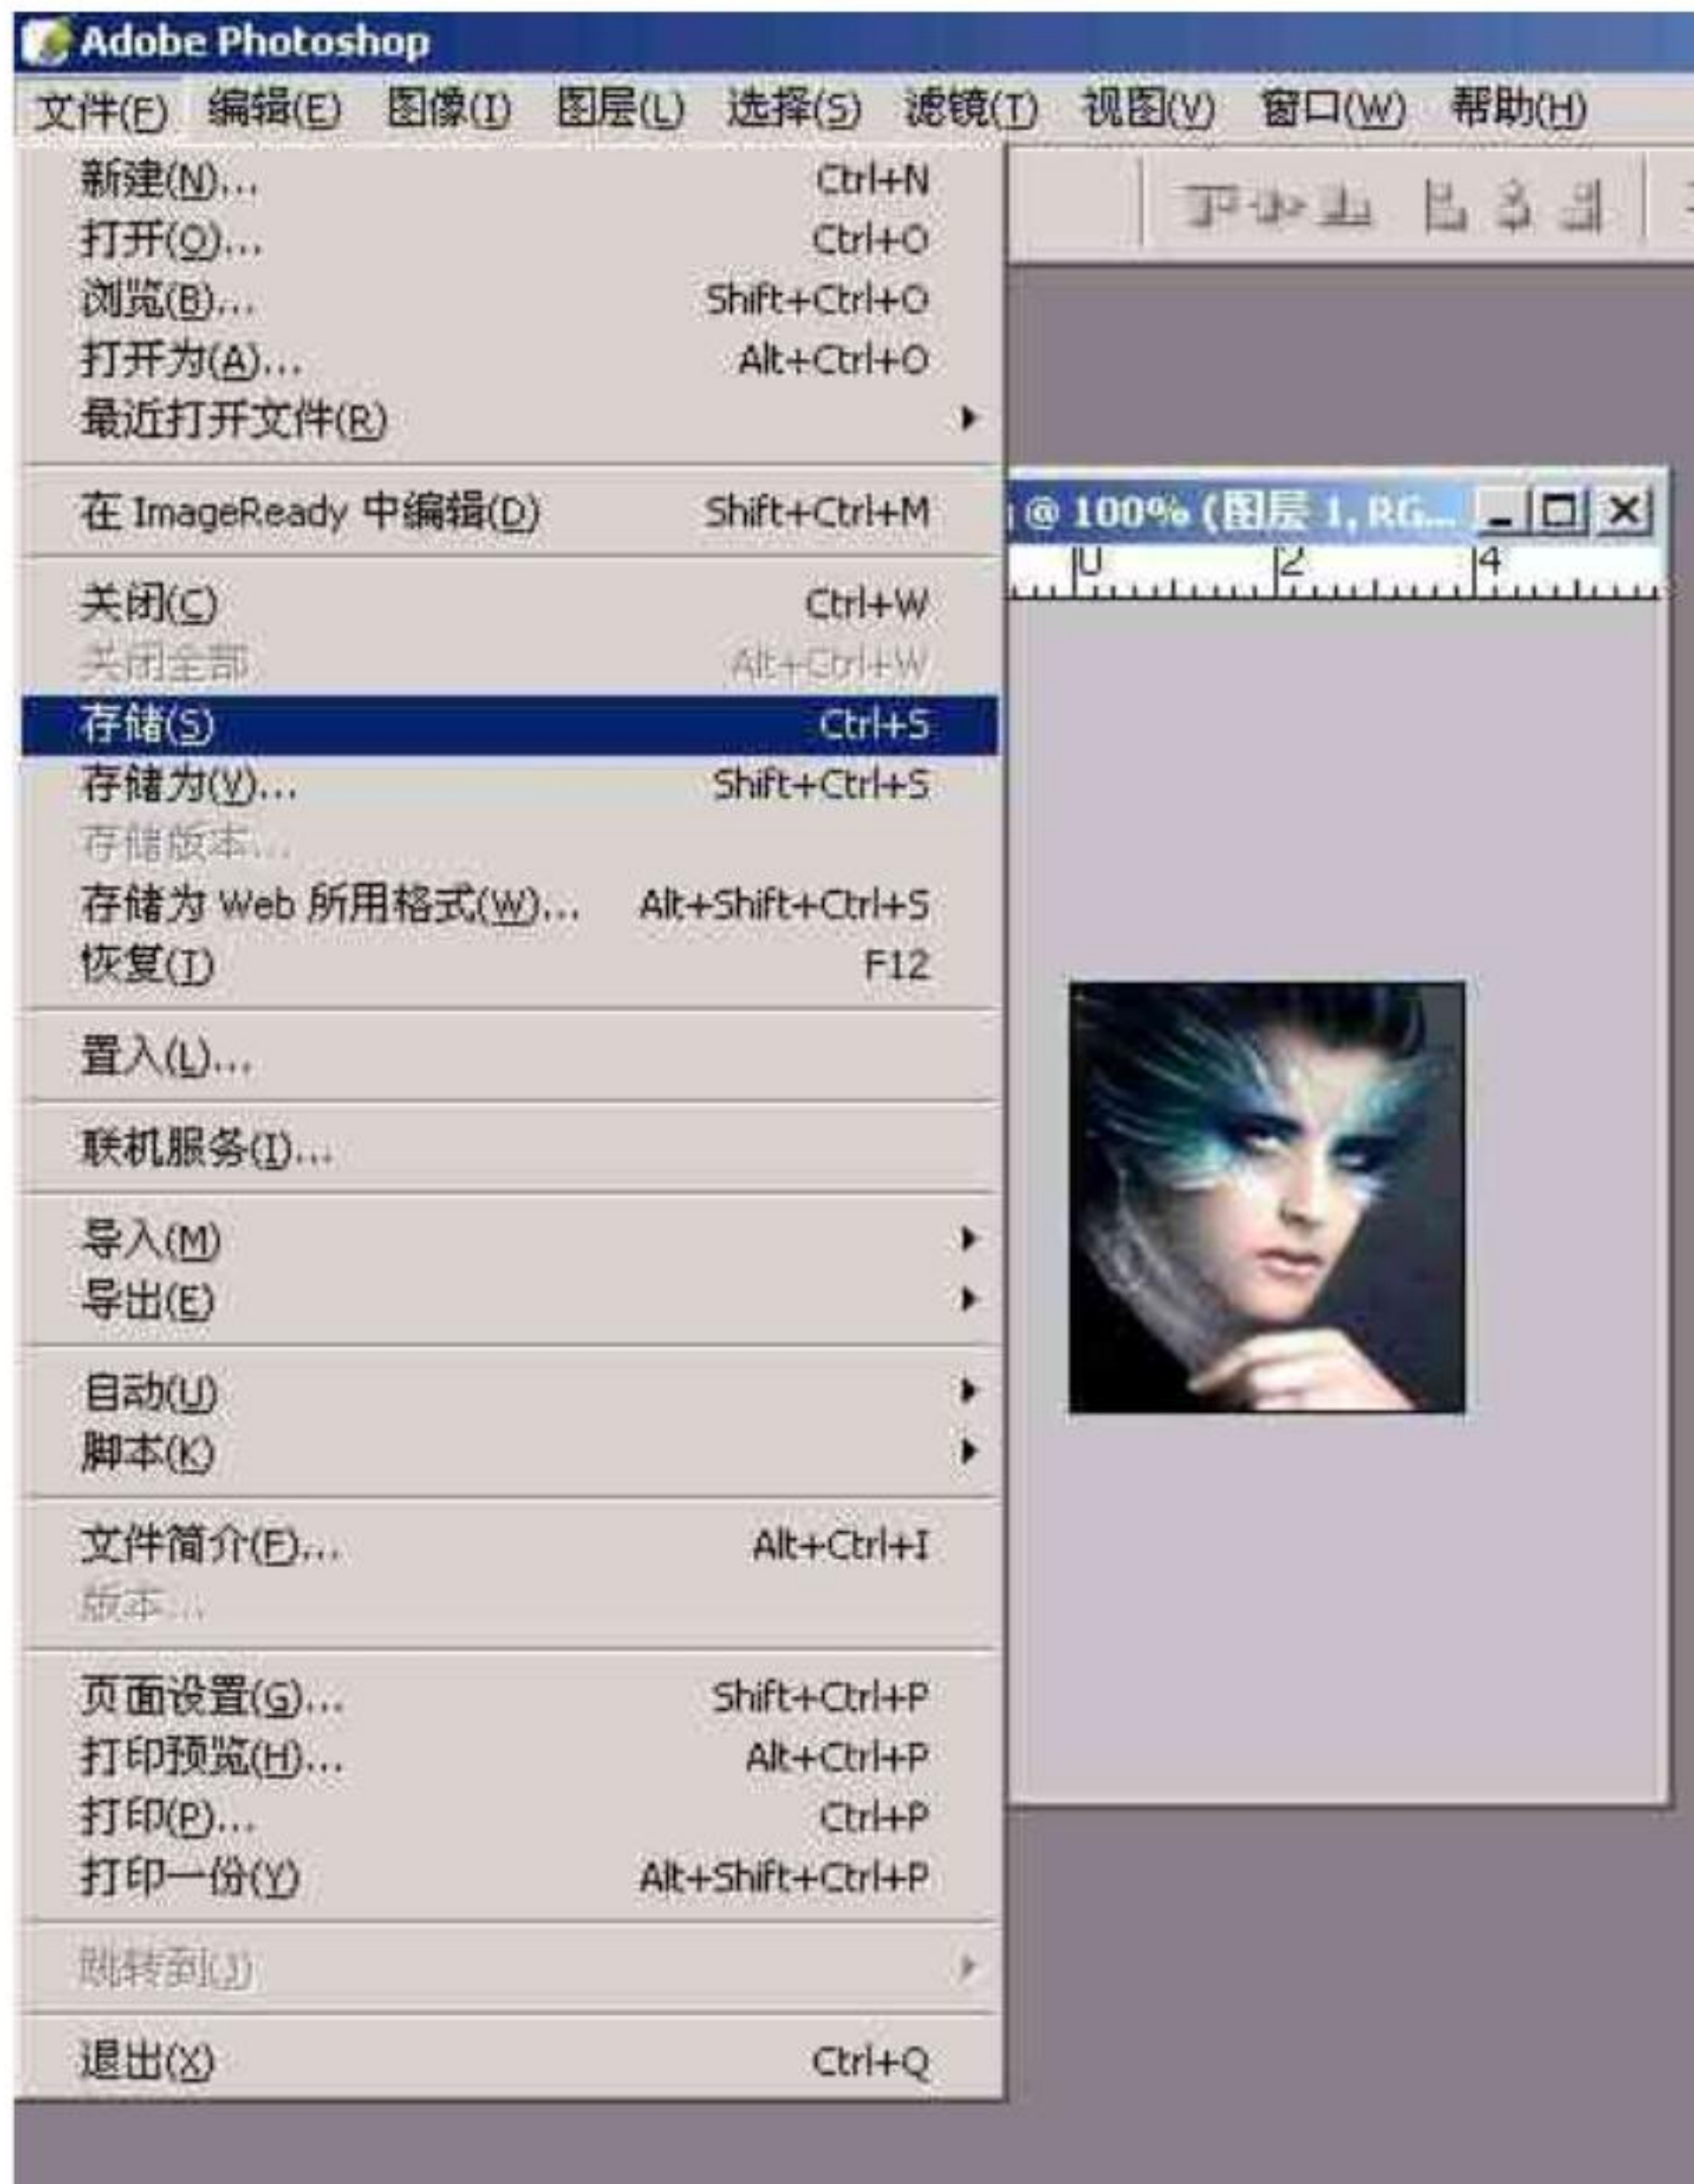 Adobe Photoshop
文件(F) 编辑(E) 图像(I) 图层(L) 选择(S) 滤镜(T) 视图(V) 窗口(W) 帮助(H)
新建(N)... Ctrl+N
打开(O)... Ctrl+O
浏览(B)... Shift+Ctrl+O
打开为(A)... Alt+Ctrl+O
最近打开文件(R)
在 ImageReady 中编辑(D) Shift+Ctrl+M
@ 100% (图层 1, RG...
0 2 4
关闭(C) Ctrl+W
关闭全部 Alt+Ctrl+W
存储(S) Ctrl+S
存储为(V)... Shift+Ctrl+S
存储版本...
存储为 Web 所用格式(W)... Alt+Shift+Ctrl+S
恢复(T) F12
置入(L)...
联机服务(I)...
导入(M)
导出(E)
自动(U)
脚本(K)
文件简介(F)... Alt+Ctrl+I
版本...
页面设置(G)... Shift+Ctrl+P
打印预览(H)... Alt+Ctrl+P
打印(P)... Ctrl+P
打印一份(Y) Alt+Shift+Ctrl+P
跳转到(J)
退出(X) Ctrl+Q